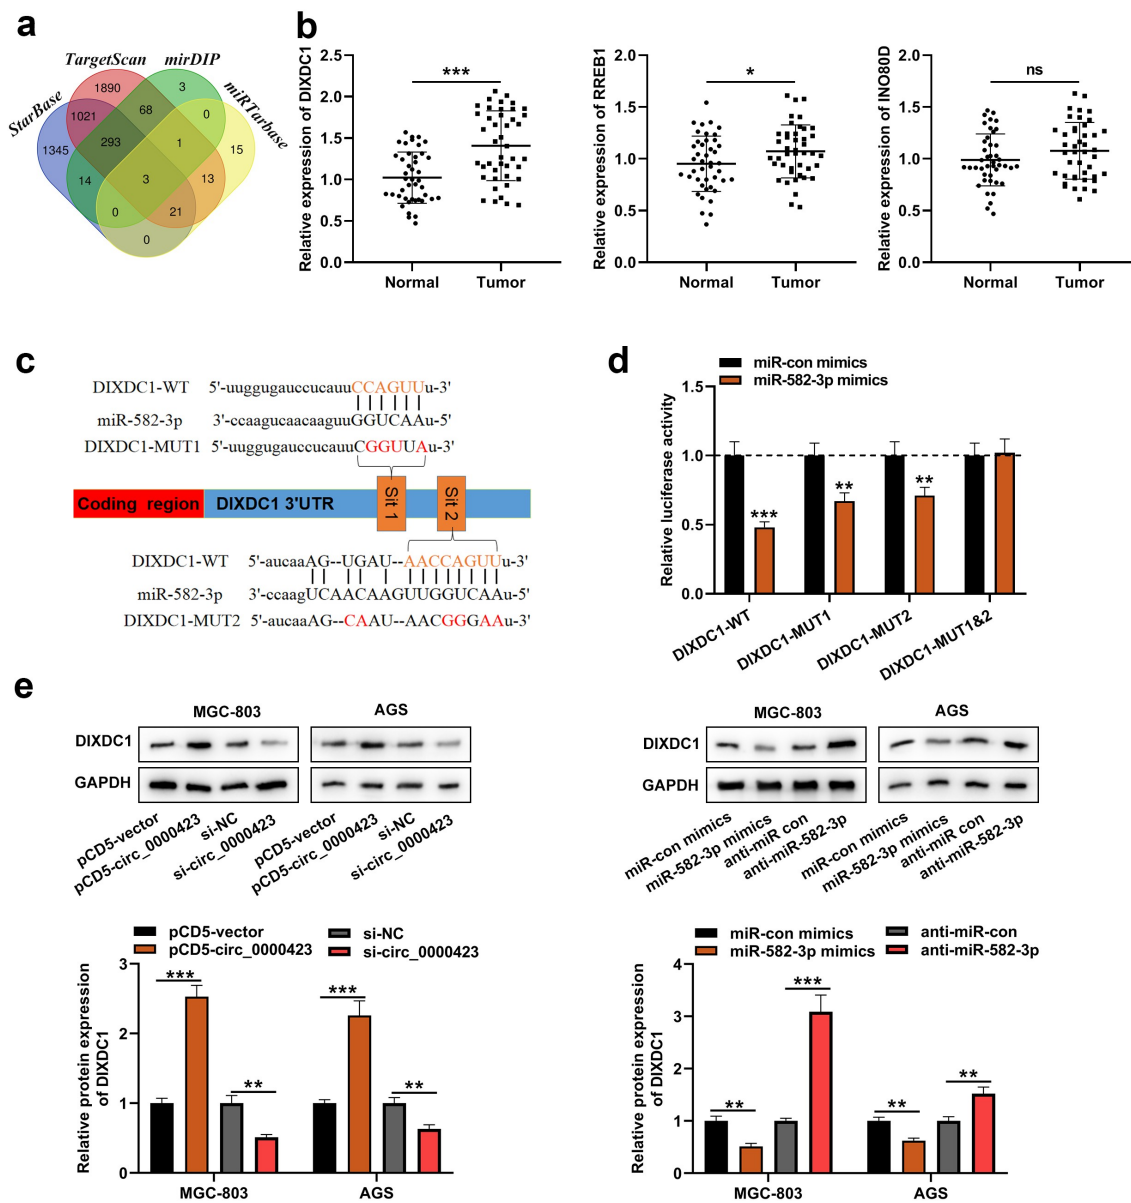 a
TargetScan
mirDIP
StarBase
miRTarbase
1890
3
1021
68
0
1345
293
1
15
14
3
13
0
21
0
b
Relative expression of DIXDC1
2.5
2.0
1.5
1.0
0.5
0.0
***
Normal
Tumor
Relative expression of RREB1
2.0
1.5
1.0
0.5
0.0
*
Normal
Tumor
Relative expression of INO80D
2.0
1.5
1.0
0.5
0.0
ns
Normal
Tumor
c
DIXDC1-WT 5'-uuggugauccucauuCCAGUUu-3'
miR-582-3p 3'-ccaagucaacaaguuGGUCAAu-5'
DIXDC1-MUT1 5'-uuggugauccucauuCGGUUAu-3'
Coding region
DIXDC1 3'UTR
Sit 1
Sit 2
DIXDC1-WT 5'-aucaaAG--UGAU--AACCAGUUu-3'
miR-582-3p 3'-ccaagUCAACAAGUUGGUCAAu-5'
DIXDC1-MUT2 5'-aucaaAG--CAAU--AACGGGAAu-3'
d
miR-con mimics
miR-582-3p mimics
Relative luciferase activity
1.5
1.0
0.5
0.0
***
**
**
DIXDC1-WT
DIXDC1-MUT1
DIXDC1-MUT2
DIXDC1-MUT1&2
e
MGC-803
AGS
DIXDC1
GAPDH
pCD5-vector
pCD5-circ_0000423
si-NC
si-circ_0000423
pCD5-vector
pCD5-circ_0000423
si-NC
si-circ_0000423
MGC-803
AGS
DIXDC1
GAPDH
miR-con mimics
miR-582-3p mimics
anti-miR con
anti-miR-582-3p
miR-con mimics
miR-582-3p mimics
anti-miR con
anti-miR-582-3p
pCD5-vector
pCD5-circ_0000423
si-NC
si-circ_0000423
Relative protein expression
of DIXDC1
3
2
1
0
***
**
***
**
MGC-803
AGS
miR-con mimics
miR-582-3p mimics
anti-miR-con
anti-miR-582-3p
Relative protein expression
of DIXDC1
4
3
2
1
0
**
***
**
**
MGC-803
AGS